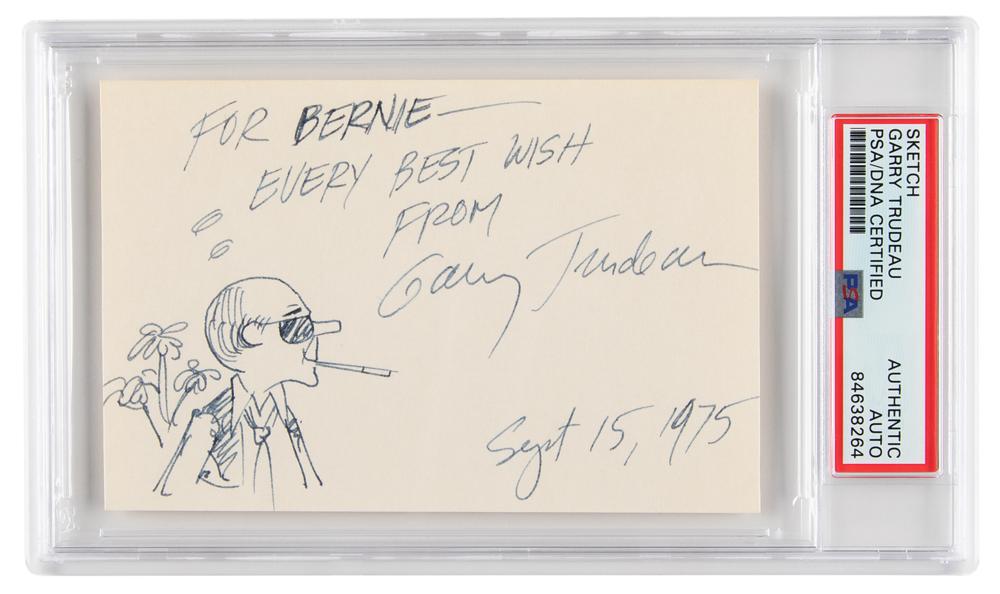 FOR BERNIE—
EVERY BEST WISH
FROM
Garry Trudeau
Sept 15, 1975
SKETCH
GARRY TRUDEAU
PSA/DNA CERTIFIED
PSA
AUTHENTIC
AUTO
84638264